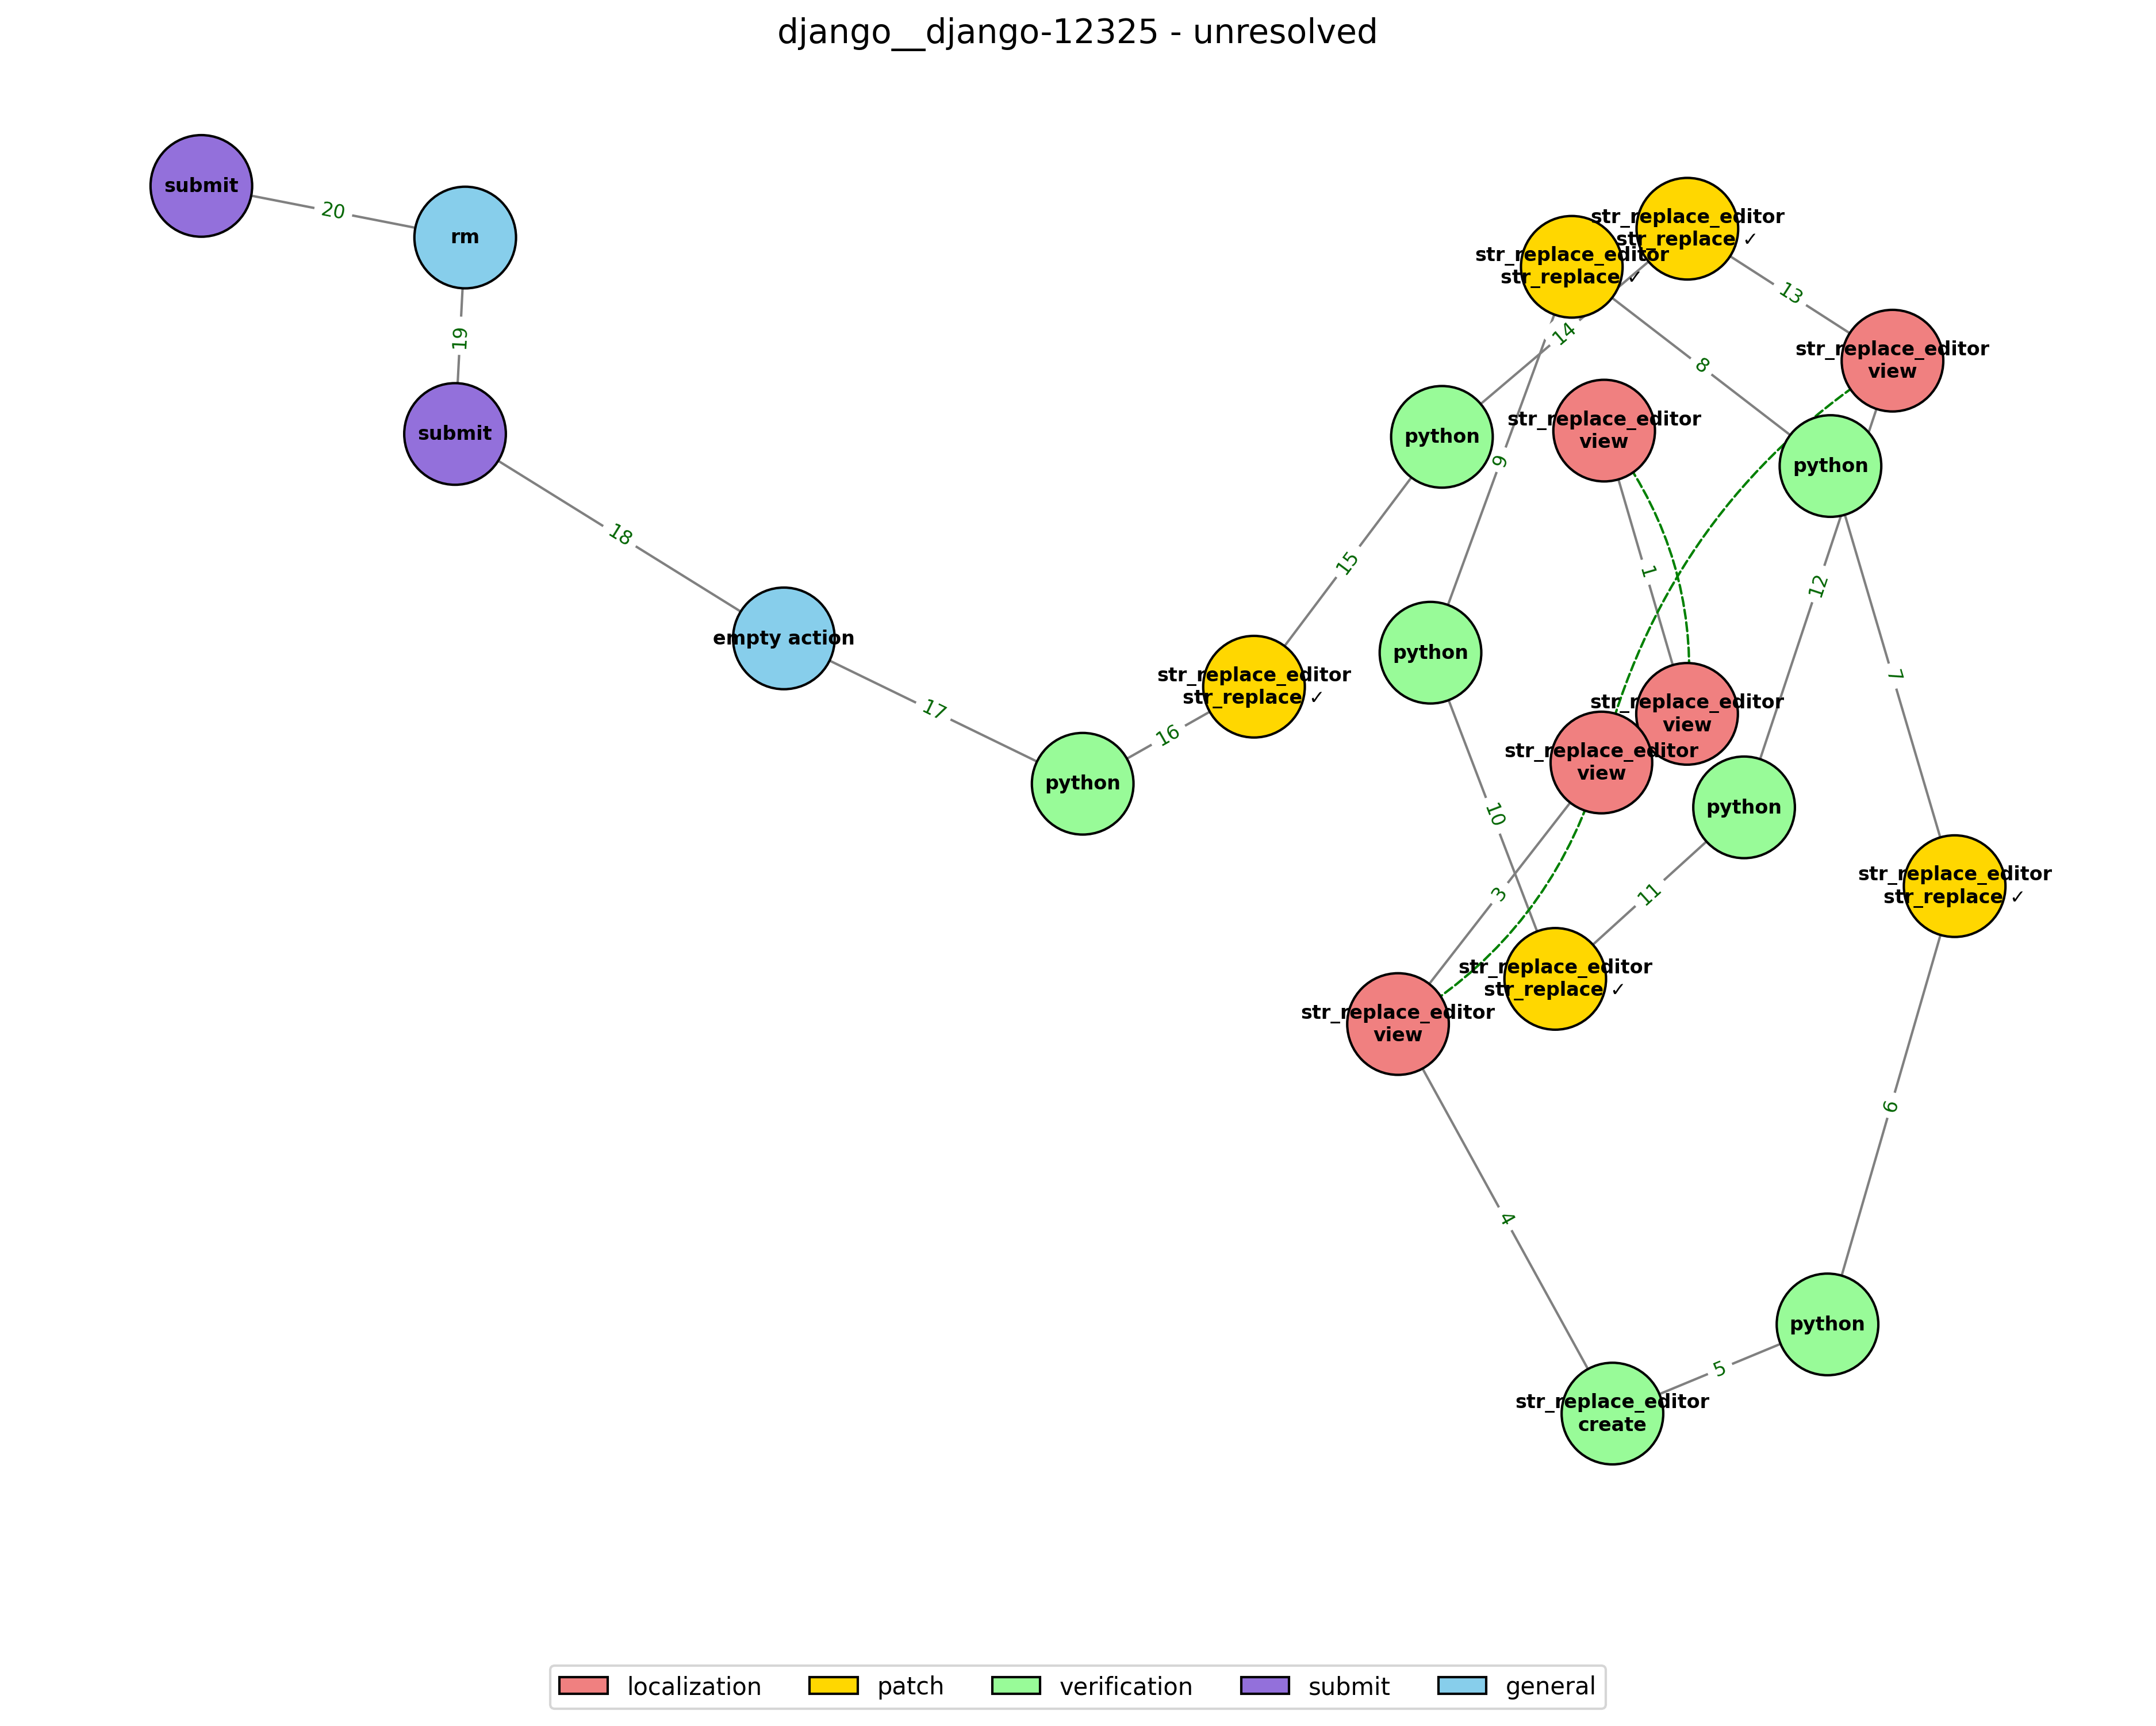 django__django-12325 - unresolved
submit
20
rm
19
submit
18
empty action
17
python
16
str_replace_editor
str_replace ✓
15
python
14
str_replace_editor
str_replace ✓
13
str_replace_editor
view
12
python
11
str_replace_editor
str_replace ✓
10
python
9
str_replace_editor
str_replace ✓
8
python
7
str_replace_editor
str_replace ✓
6
python
5
str_replace_editor
create
4
str_replace_editor
view
3
str_replace_editor
view
str_replace_editor
view
1
str_replace_editor
view
localization
patch
verification
submit
general